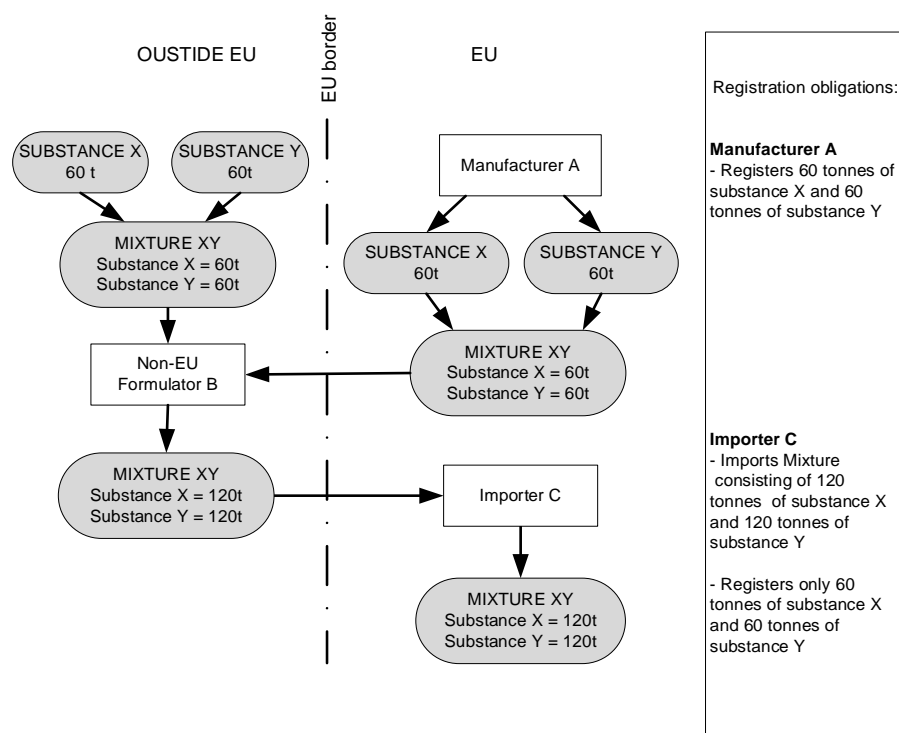 OUSTIDE EU
EU border
EU
SUBSTANCE X
60 t
SUBSTANCE Y
60t
MIXTURE XY
Substance X = 60t
Substance Y = 60t
Non-EU
Formulator B
MIXTURE XY
Substance X = 120t
Substance Y = 120t
Manufacturer A
SUBSTANCE X
60t
SUBSTANCE Y
60t
MIXTURE XY
Substance X = 60t
Substance Y = 60t
Importer C
MIXTURE XY
Substance X = 120t
Substance Y = 120t
Registration obligations:
Manufacturer A
- Registers 60 tonnes of
substance X and 60
tonnes of substance Y
Importer C
- Imports Mixture
consisting of 120
tonnes of substance X
and 120 tonnes of
substance Y
- Registers only 60
tonnes of substance X
and 60 tonnes of
substance Y